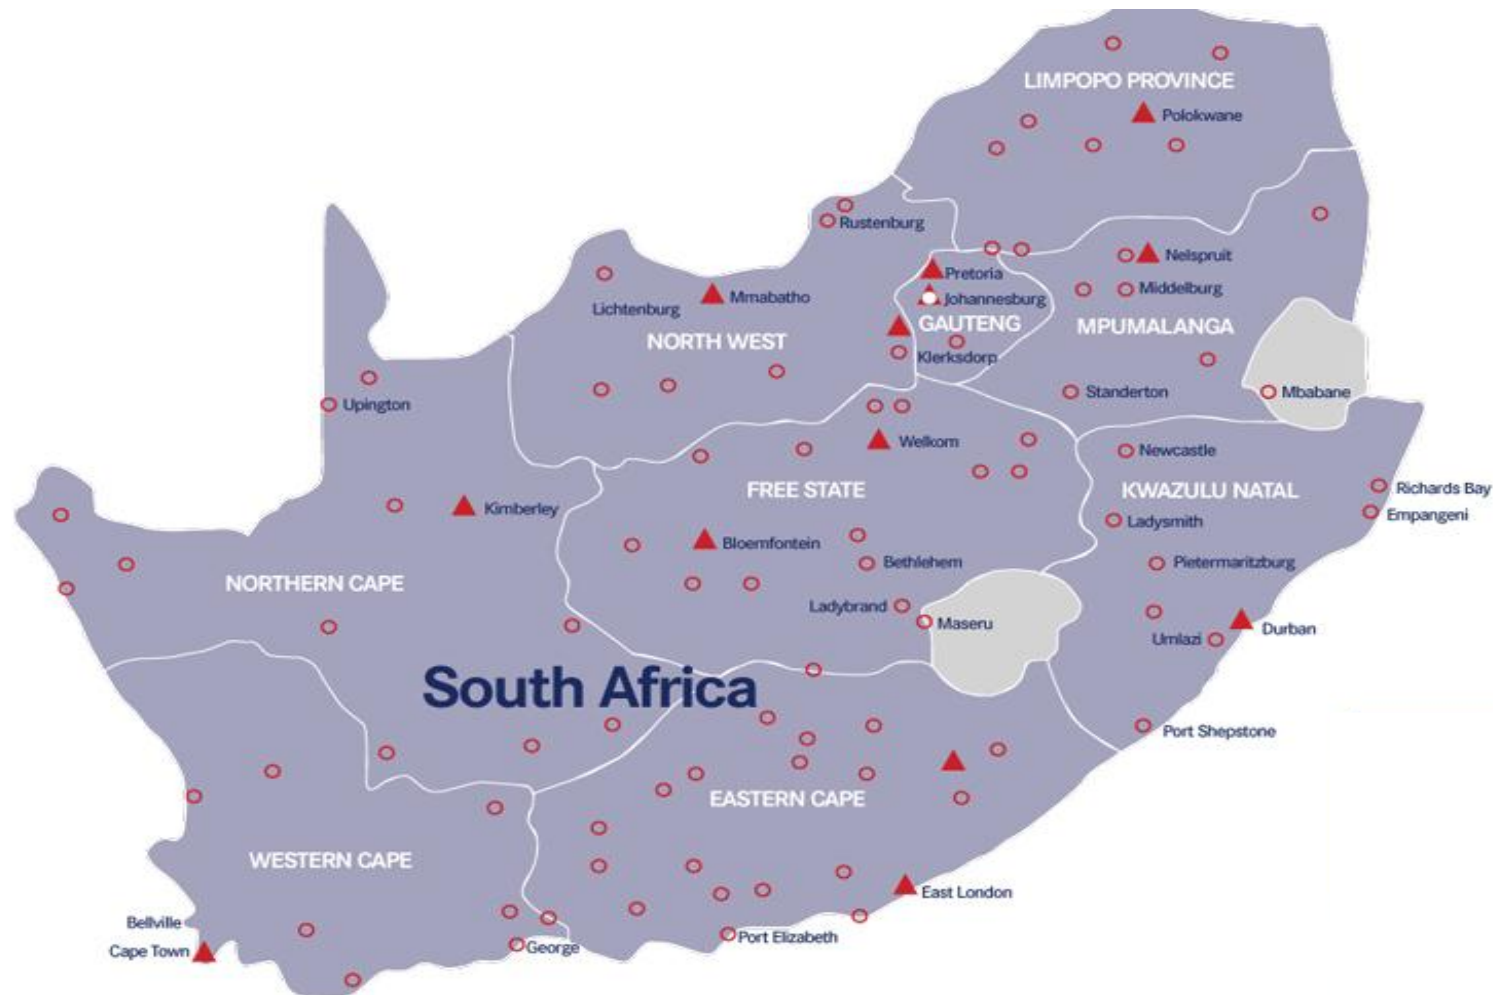 LIMPOPO PROVINCE
Polokwane
Rustenburg
Nelspruit
Pretoria
Middelburg
Lichtenburg
Mmabatho
Johannesburg
GAUTENG
MPUMALANGA
NORTH WEST
Klerksdorp
Standerton
Mbabane
Upington
Welkom
Newcastle
FREE STATE
KWAZULU NATAL
Richards Bay
Empangeni
Kimberley
Ladysmith
Bloemfontein
Bethlehem
Pietermaritzburg
NORTHERN CAPE
Ladybrand
Maseru
Durban
Umlazi
South Africa
Port Shepstone
EASTERN CAPE
WESTERN CAPE
East London
Bellville
Port Elizabeth
George
Cape Town